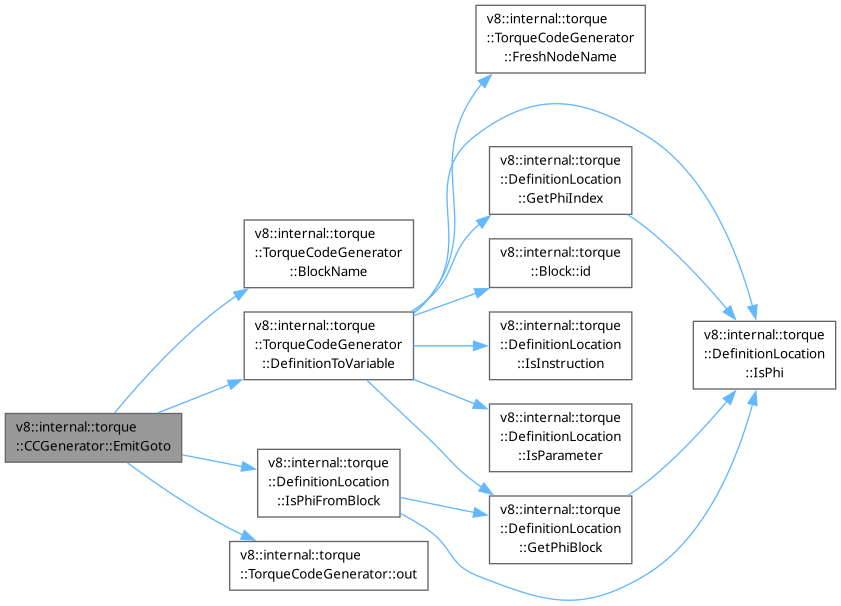 v8::internal::torque
::CCGenerator::EmitGoto
v8::internal::torque
::TorqueCodeGenerator
::BlockName
v8::internal::torque
::TorqueCodeGenerator
::DefinitionToVariable
v8::internal::torque
::DefinitionLocation
::IsPhiFromBlock
v8::internal::torque
::TorqueCodeGenerator::out
v8::internal::torque
::TorqueCodeGenerator
::FreshNodeName
v8::internal::torque
::DefinitionLocation
::GetPhiIndex
v8::internal::torque
::Block::id
v8::internal::torque
::DefinitionLocation
::IsInstruction
v8::internal::torque
::DefinitionLocation
::IsParameter
v8::internal::torque
::DefinitionLocation
::GetPhiBlock
v8::internal::torque
::DefinitionLocation
::IsPhi